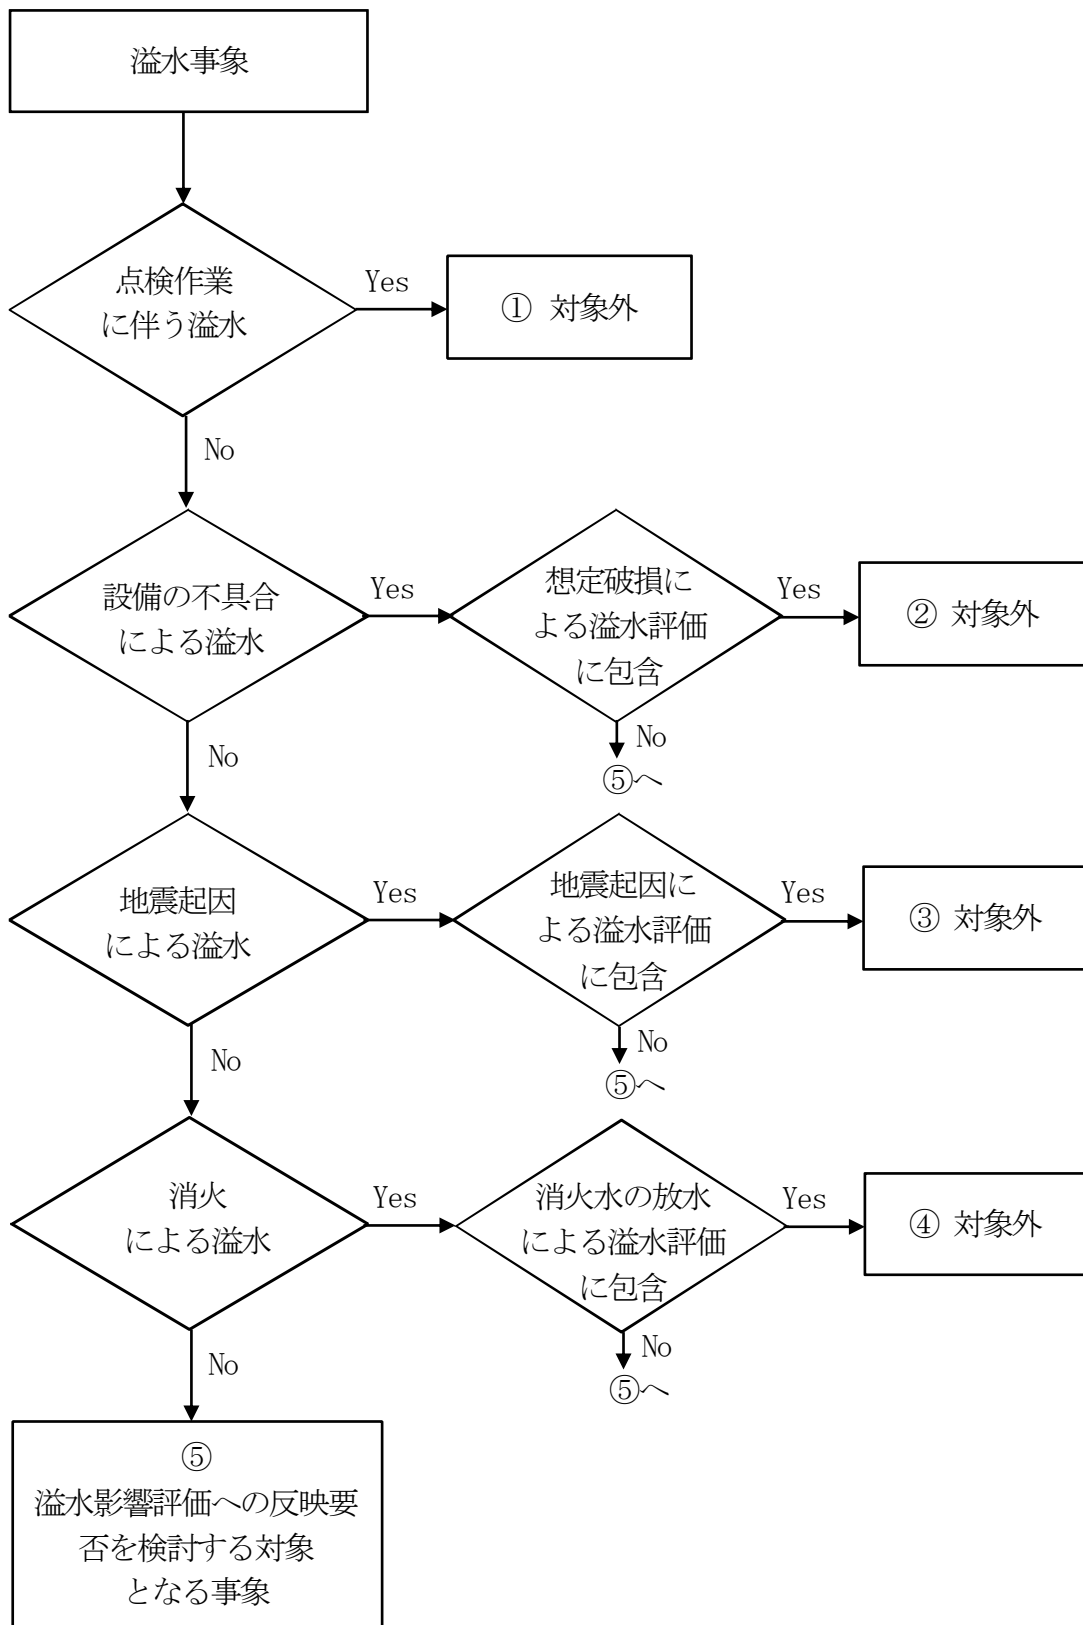 溢水事象
点検作業
に伴う溢水
Yes
① 対象外
No
設備の不具合
による溢水
Yes
想定破損に
よる溢水評価
に包含
Yes
② 対象外
No
⑤へ
No
地震起因
による溢水
Yes
地震起因に
よる溢水評価
に包含
Yes
③ 対象外
No
⑤へ
No
消火
による溢水
Yes
消火水の放水
による溢水評価
に包含
Yes
④ 対象外
No
⑤へ
No
⑤
溢水影響評価への反映要
否を検討する対象
となる事象